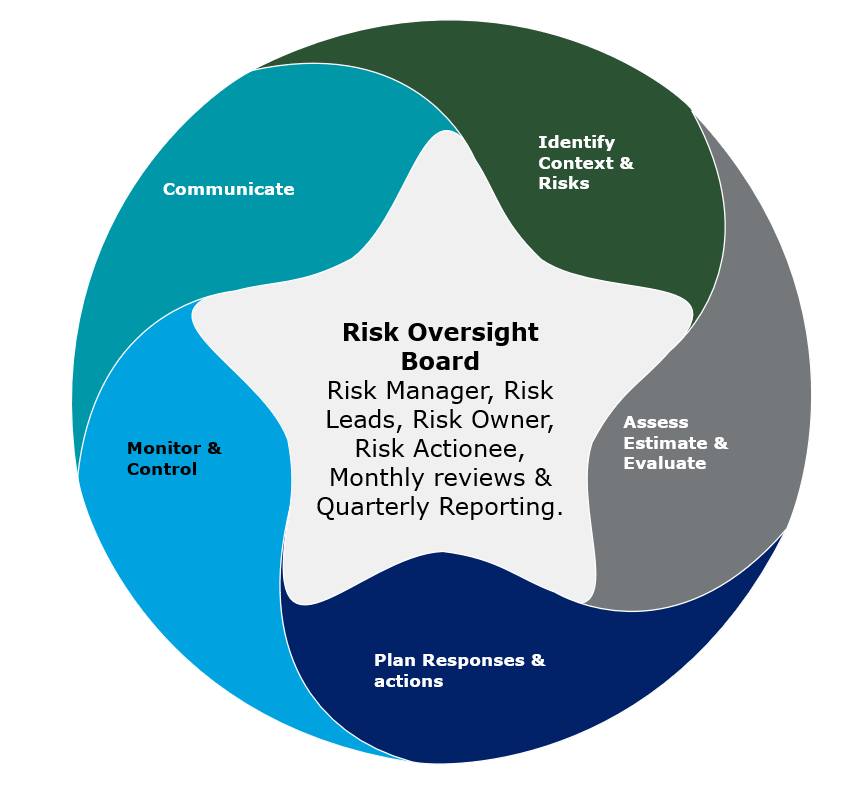 Identify
Context &
Risks
Communicate
Risk Oversight
Board
Risk Manager, Risk
Leads, Risk Owner,
Risk Actionee,
Monthly reviews &
Quarterly Reporting.
Assess
Estimate &
Evaluate
Monitor &
Control
Plan Responses &
actions